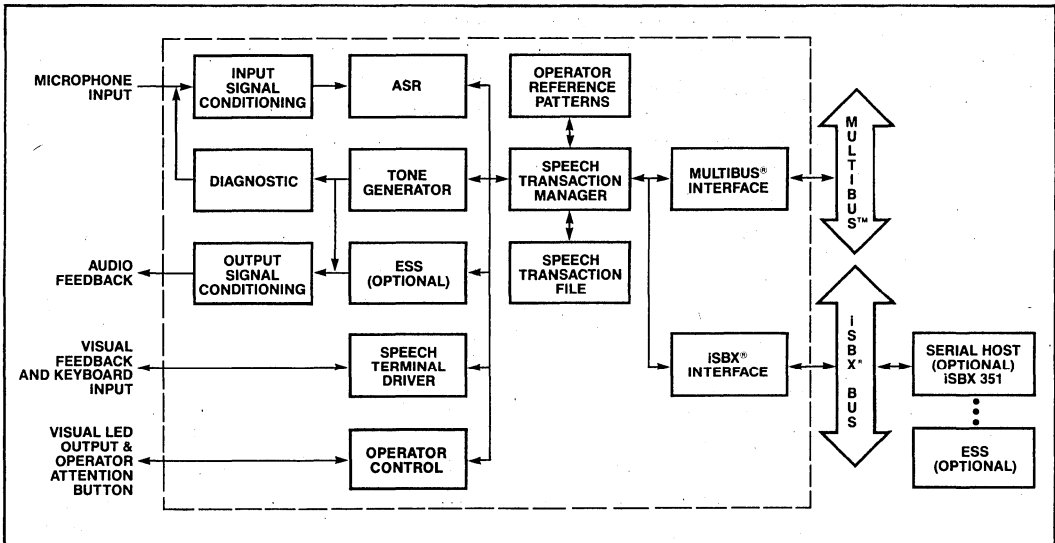 MICROPHONE
INPUT
INPUT
SIGNAL
CONDITIONING
ASR
OPERATOR
REFERENCE
PATTERNS
DIAGNOSTIC
TONE
GENERATOR
SPEECH
TRANSACTION
MANAGER
MULTIBUS®
INTERFACE
MULTIBUS™
AUDIO
FEEDBACK
OUTPUT
SIGNAL
CONDITIONING
ESS
(OPTIONAL)
SPEECH
TRANSACTION
FILE
VISUAL
FEEDBACK
AND KEYBOARD
INPUT
SPEECH
TERMINAL
DRIVER
iSBX®
INTERFACE
iSBX® BUS
SERIAL HOST
(OPTIONAL)
iSBX 351
VISUAL LED
OUTPUT &
OPERATOR
ATTENTION
BUTTON
OPERATOR
CONTROL
ESS
(OPTIONAL)